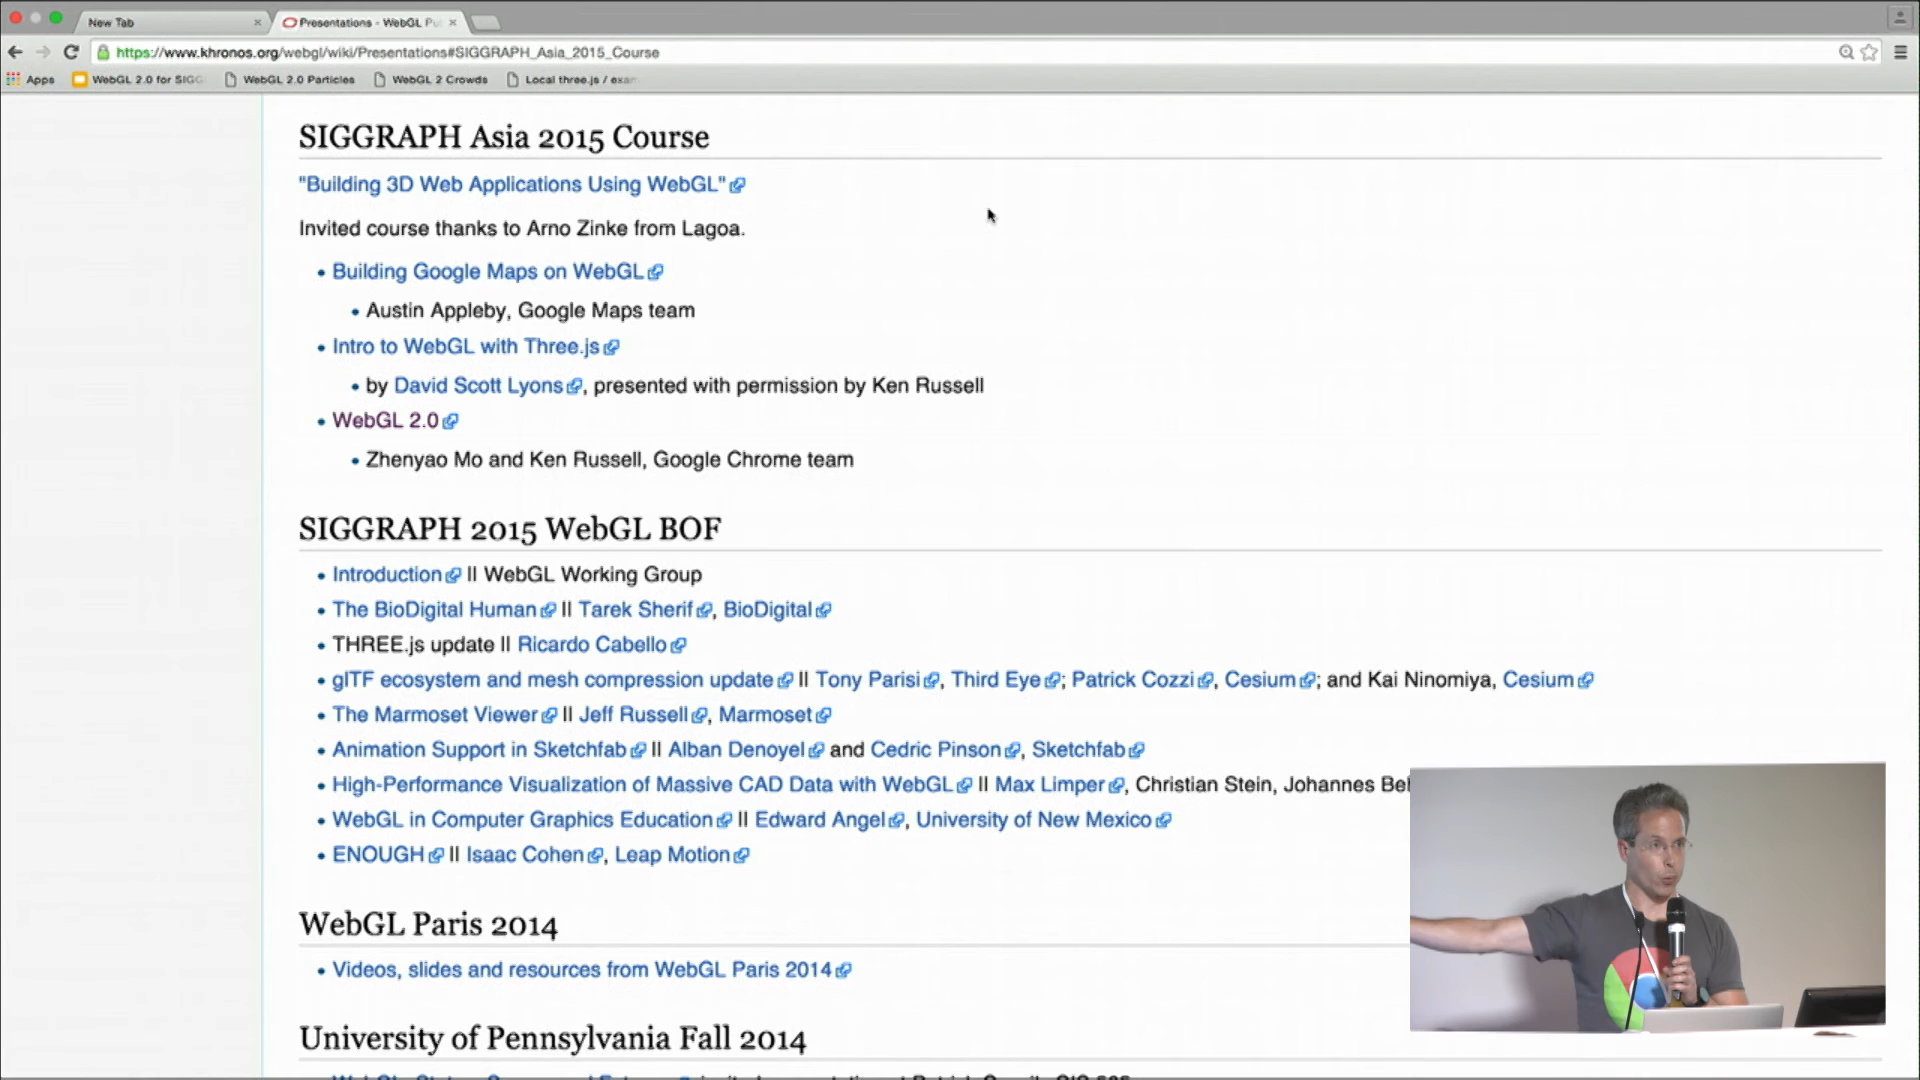 New Tab
Presentations - WebGL Pu
https://www.khronos.org/webgl/wiki/Presentations#SIGGRAPH_Asia_2015_Course
Apps WebGL 2.0 for SIGG WebGL 2.0 Particles WebGL 2 Crowds Local three.js / exam
SIGGRAPH Asia 2015 Course
"Building 3D Web Applications Using WebGL"
Invited course thanks to Arno Zinke from Lagoa.
• Building Google Maps on WebGL
• Austin Appleby, Google Maps team
• Intro to WebGL with Three.js
• by David Scott Lyons, presented with permission by Ken Russell
• WebGL 2.0
• Zhenyao Mo and Ken Russell, Google Chrome team
SIGGRAPH 2015 WebGL BOF
• Introduction || WebGL Working Group
• The BioDigital Human || Tarek Sherif, BioDigital
• THREE.js update || Ricardo Cabello
• glTF ecosystem and mesh compression update || Tony Parisi, Third Eye; Patrick Cozzi, Cesium; and Kai Ninomiya, Cesium
• The Marmoset Viewer || Jeff Russell, Marmoset
• Animation Support in Sketchfab || Alban Denoyel and Cedric Pinson, Sketchfab
• High-Performance Visualization of Massive CAD Data with WebGL || Max Limper, Christian Stein, Johannes Be
• WebGL in Computer Graphics Education || Edward Angel, University of New Mexico
• ENOUGH || Isaac Cohen, Leap Motion
WebGL Paris 2014
• Videos, slides and resources from WebGL Paris 2014
University of Pennsylvania Fall 2014